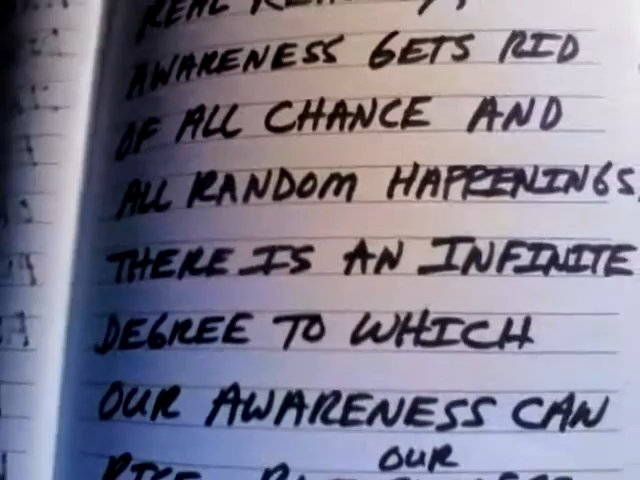 REAL
AWARENESS GETS RID
OF ALL CHANCE AND
ALL RANDOM HAPPENINGS.
THERE IS AN INFINITE
DEGREE TO WHICH
OUR AWARENESS CAN
OUR